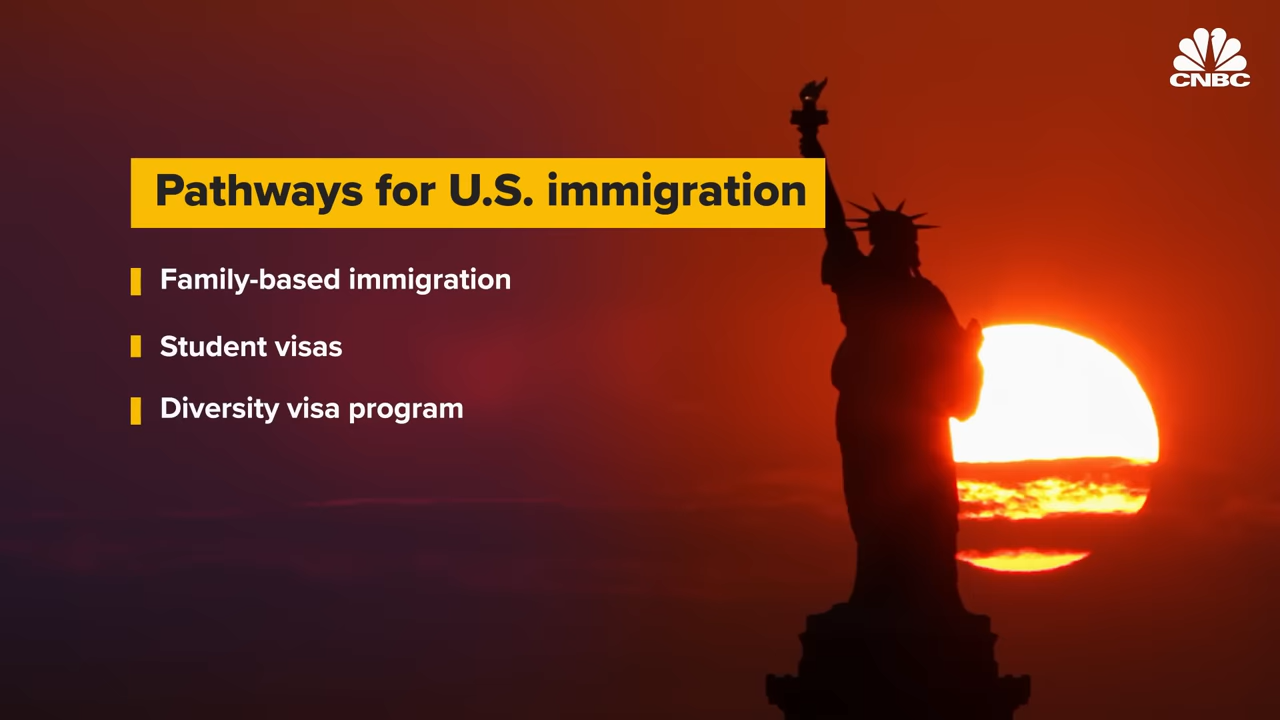 CNBC
Pathways for U.S. immigration
Family-based immigration
Student visas
Diversity visa program